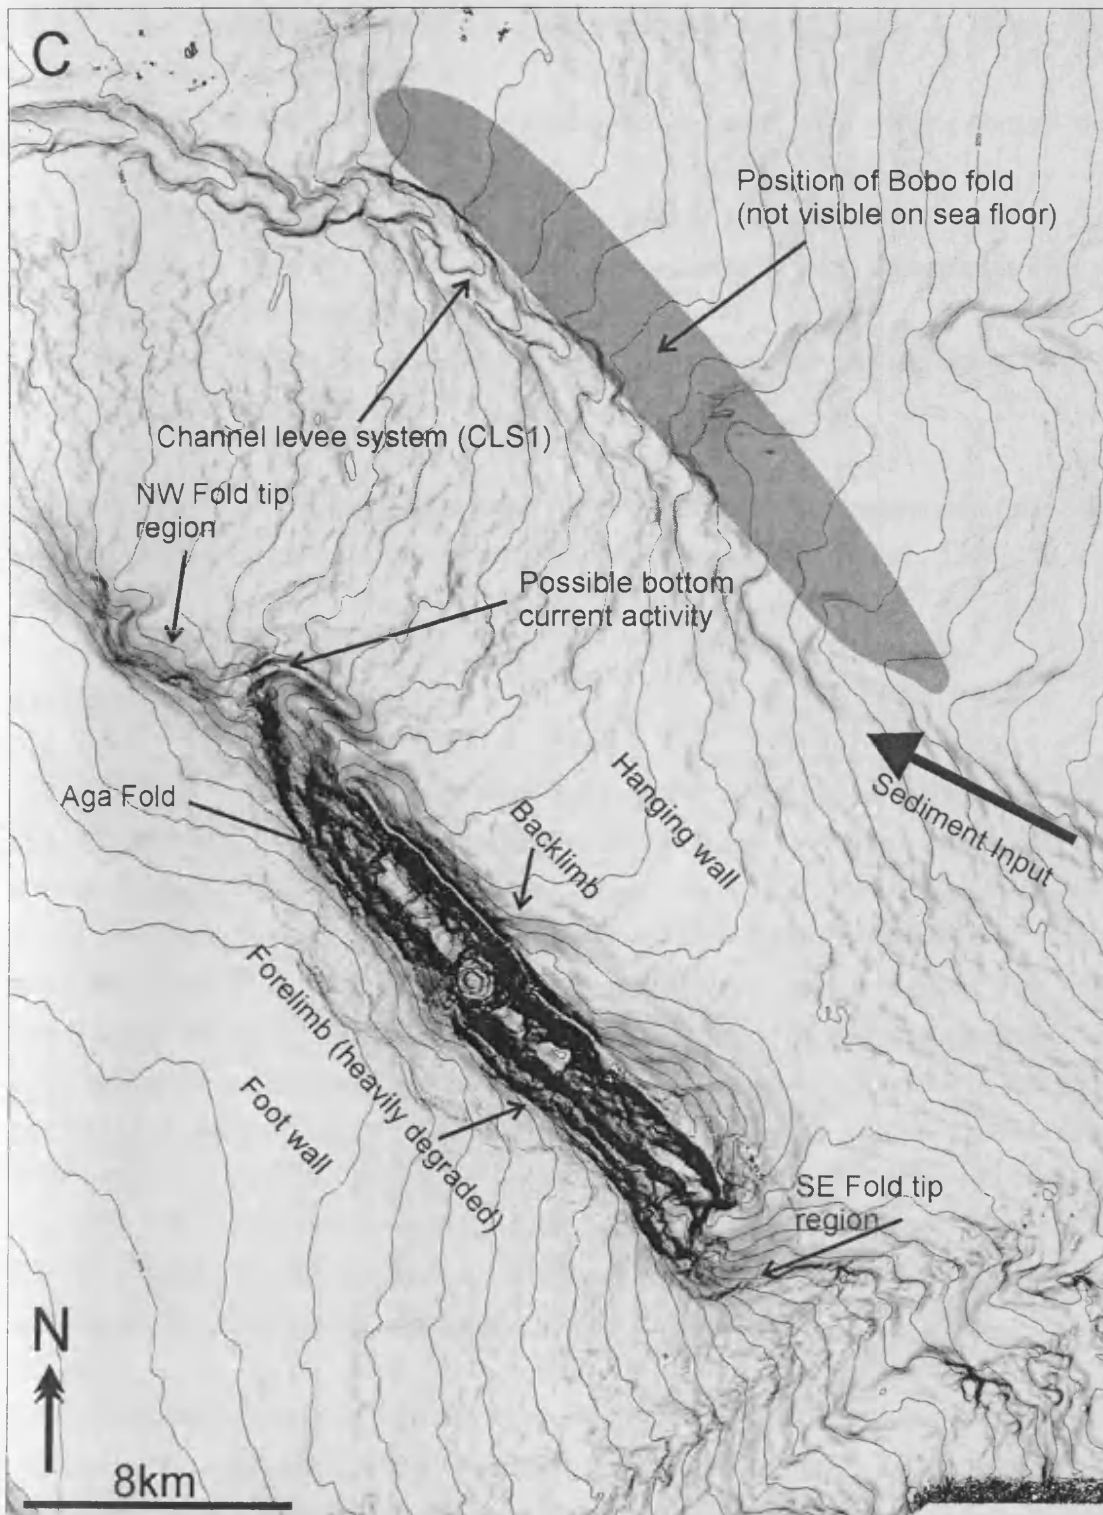 C
Position of Bobo fold
(not visible on sea floor)
Channel levee system (CLS1)
NW Fold tip
region
Possible bottom
current activity
Sediment Input
Hanging wall
Aga Fold
Backlimb
Forelimb (heavily degraded)
Foot wall
SE Fold tip
region
N
8km